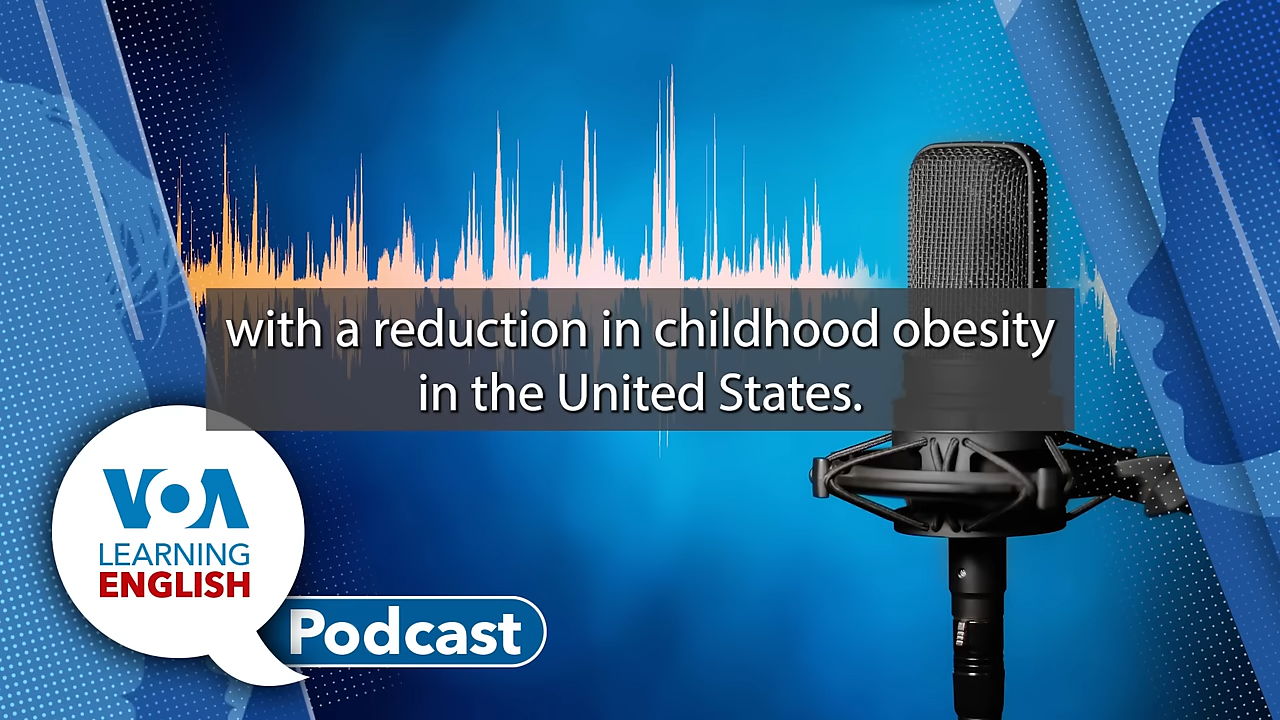 with a reduction in childhood obesity
in the United States.
VOA
LEARNING
ENGLISH
Podcast